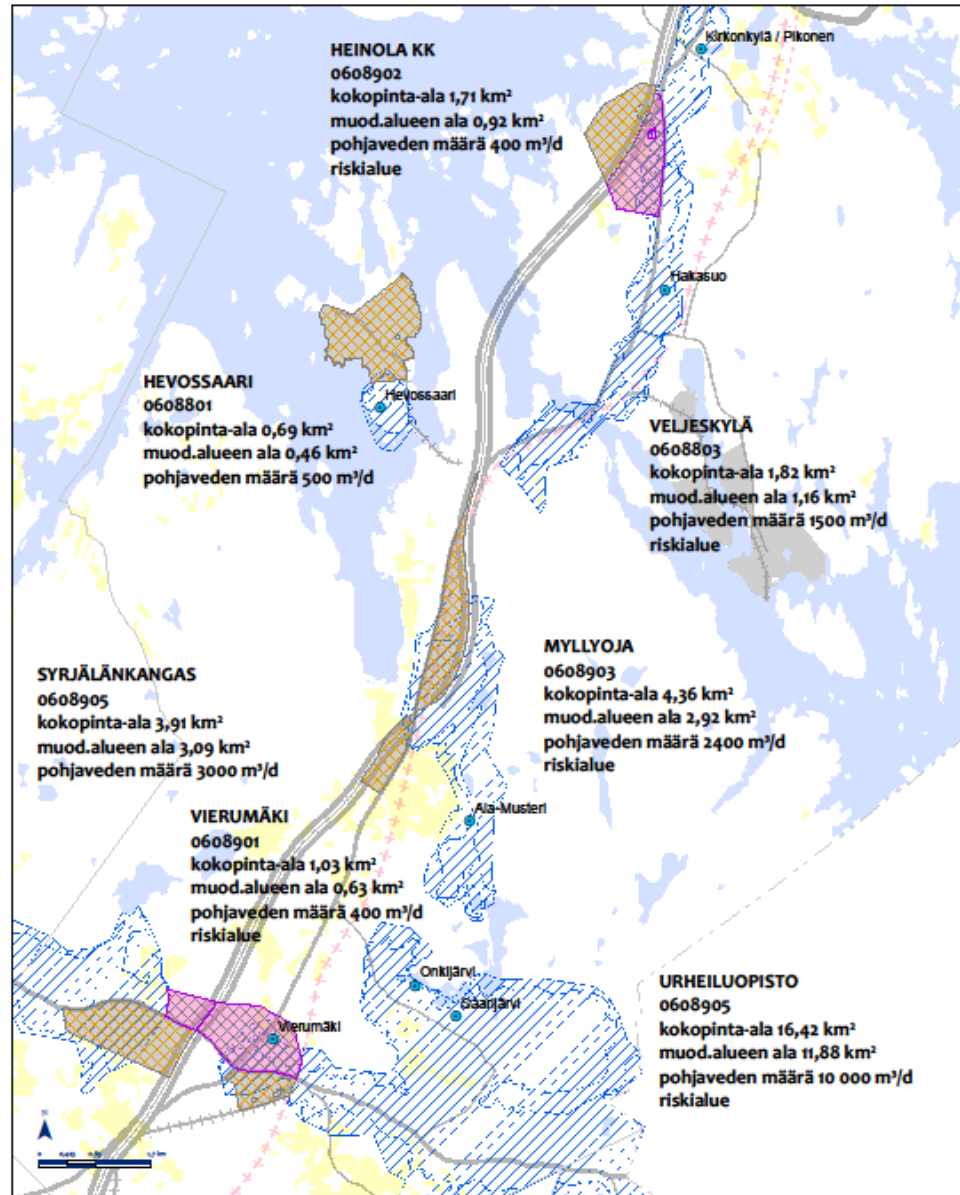 Kirkonkylä / Pikonen
HEINOLA KK
0608902
kokopinta-ala 1,71 km²
muod.alueen ala 0,92 km²
pohjaveden määrä 400 m³/d
riskialue
Hakasuo
HEVOSSAARI
0608801
kokopinta-ala 0,69 km²
muod.alueen ala 0,46 km²
pohjaveden määrä 500 m³/d
Hevossaari
VELJESKYLÄ
0608803
kokopinta-ala 1,82 km²
muod.alueen ala 1,16 km²
pohjaveden määrä 1500 m³/d
riskialue
MYLLYOJA
0608903
kokopinta-ala 4,36 km²
muod.alueen ala 2,92 km²
pohjaveden määrä 2400 m³/d
riskialue
SYRJÄLÄNKANGAS
0608905
kokopinta-ala 3,91 km²
muod.alueen ala 3,09 km²
pohjaveden määrä 3000 m³/d
VIERUMÄKI
0608901
kokopinta-ala 1,03 km²
muod.alueen ala 0,63 km²
pohjaveden määrä 400 m³/d
riskialue
Ala-Musteri
Onkijärvi
Saarijärvi
Vierumäki
URHEILUOPISTO
0608905
kokopinta-ala 16,42 km²
muod.alueen ala 11,88 km²
pohjaveden määrä 10 000 m³/d
riskialue